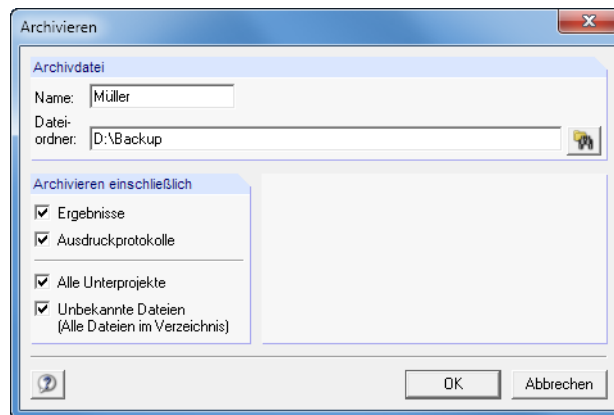 Archivieren
Archivdatei
Name: Müller
Datei-
ordner: D:\Backup
Archivieren einschließlich
Ergebnisse
Ausdruckprotokolle
Alle Unterprojekte
Unbekannte Dateien
(Alle Dateien im Verzeichnis)
OK Abbrechen